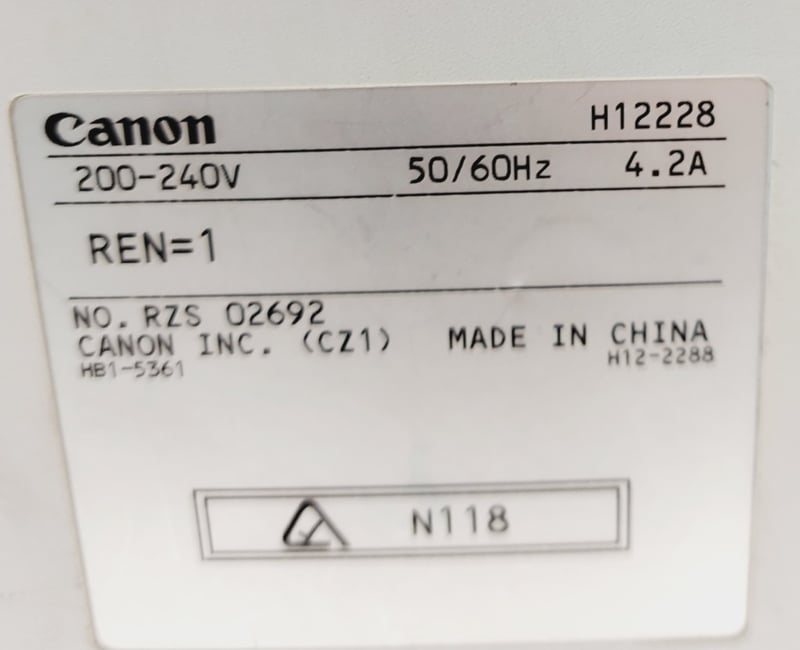 Canon H12228
200-240V 50/60Hz 4.2A
REN=1
NO. RZS 02692
CANON INC. (CZ1) MADE IN CHINA
HB1-5361 H12-2288
N118